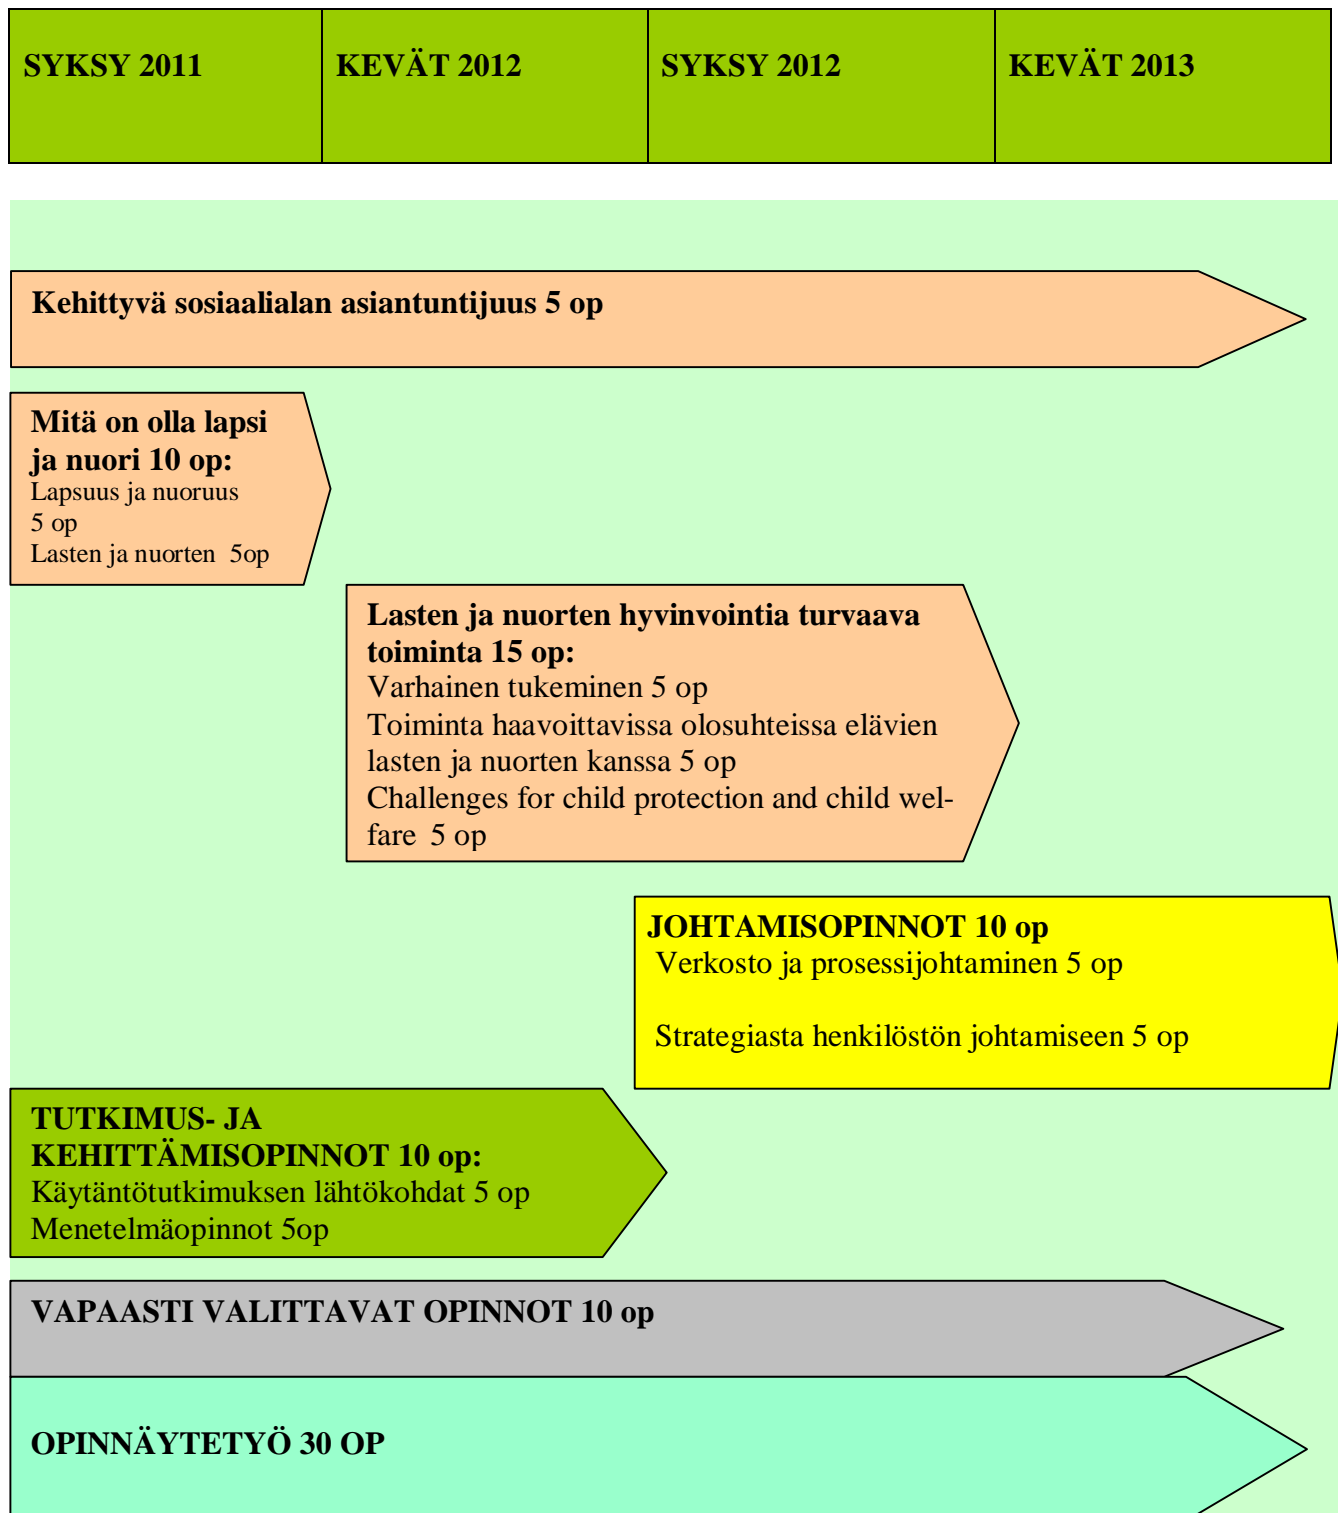 SYKSY 2011
KEVÄT 2012
SYKSY 2012
KEVÄT 2013
Kehittyvä sosiaalialan asiantuntijuus 5 op
Mitä on olla lapsi
ja nuori 10 op:
Lapsuus ja nuoruus
5 op
Lasten ja nuorten 5op
Lasten ja nuorten hyvinvointia turvaava
toiminta 15 op:
Varhainen tukeminen 5 op
Toiminta haavoittavissa olosuhteissa elävien
lasten ja nuorten kanssa 5 op
Challenges for child protection and child wel-
fare 5 op
JOHTAMISOPINNOT 10 op
Verkosto ja prosessijohtaminen 5 op
Strategiasta henkilöstön johtamiseen 5 op
TUTKIMUS- JA
KEHITTÄMISOPINNOT 10 op:
Käytäntötutkimuksen lähtökohdat 5 op
Menetelmäopinnot 5op
VAPAASTI VALITTAVAT OPINNOT 10 op
OPINNÄYTETYÖ 30 OP